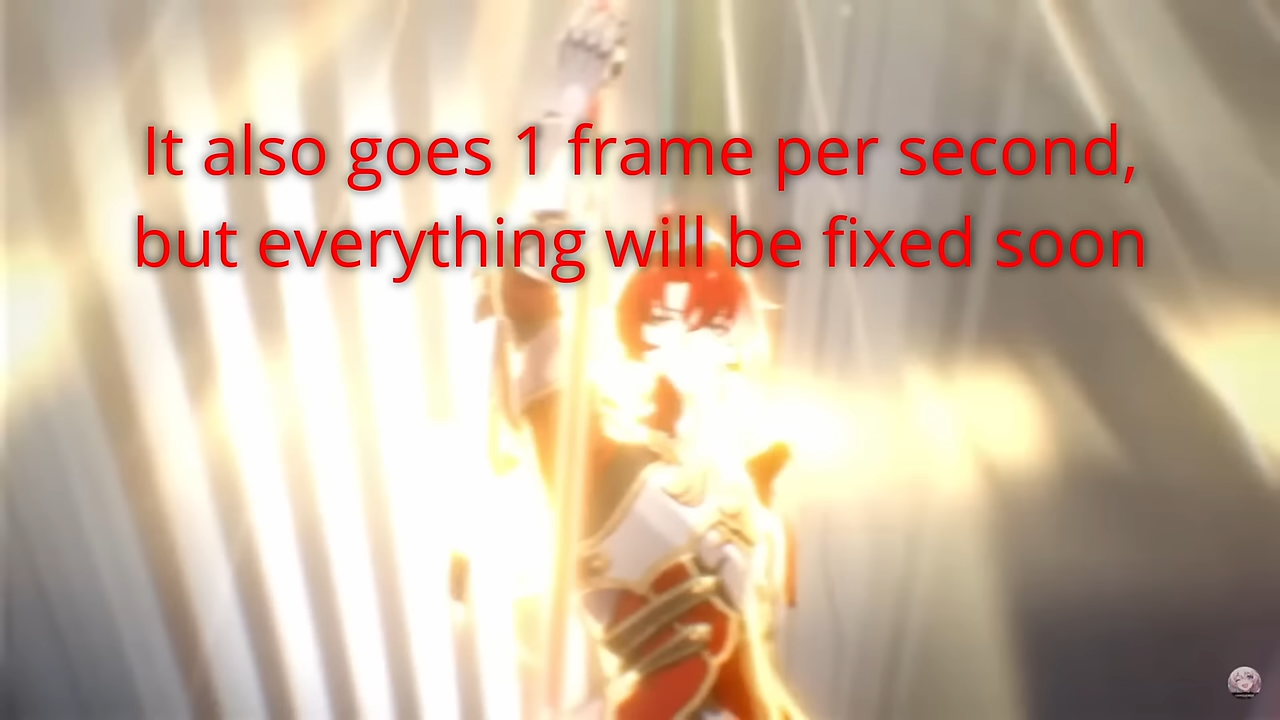 It also goes 1 frame per second,
but everything will be fixed soon